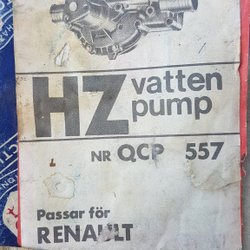 HZ vatten
pump
NR QCP 557
Passar för
RENAULT